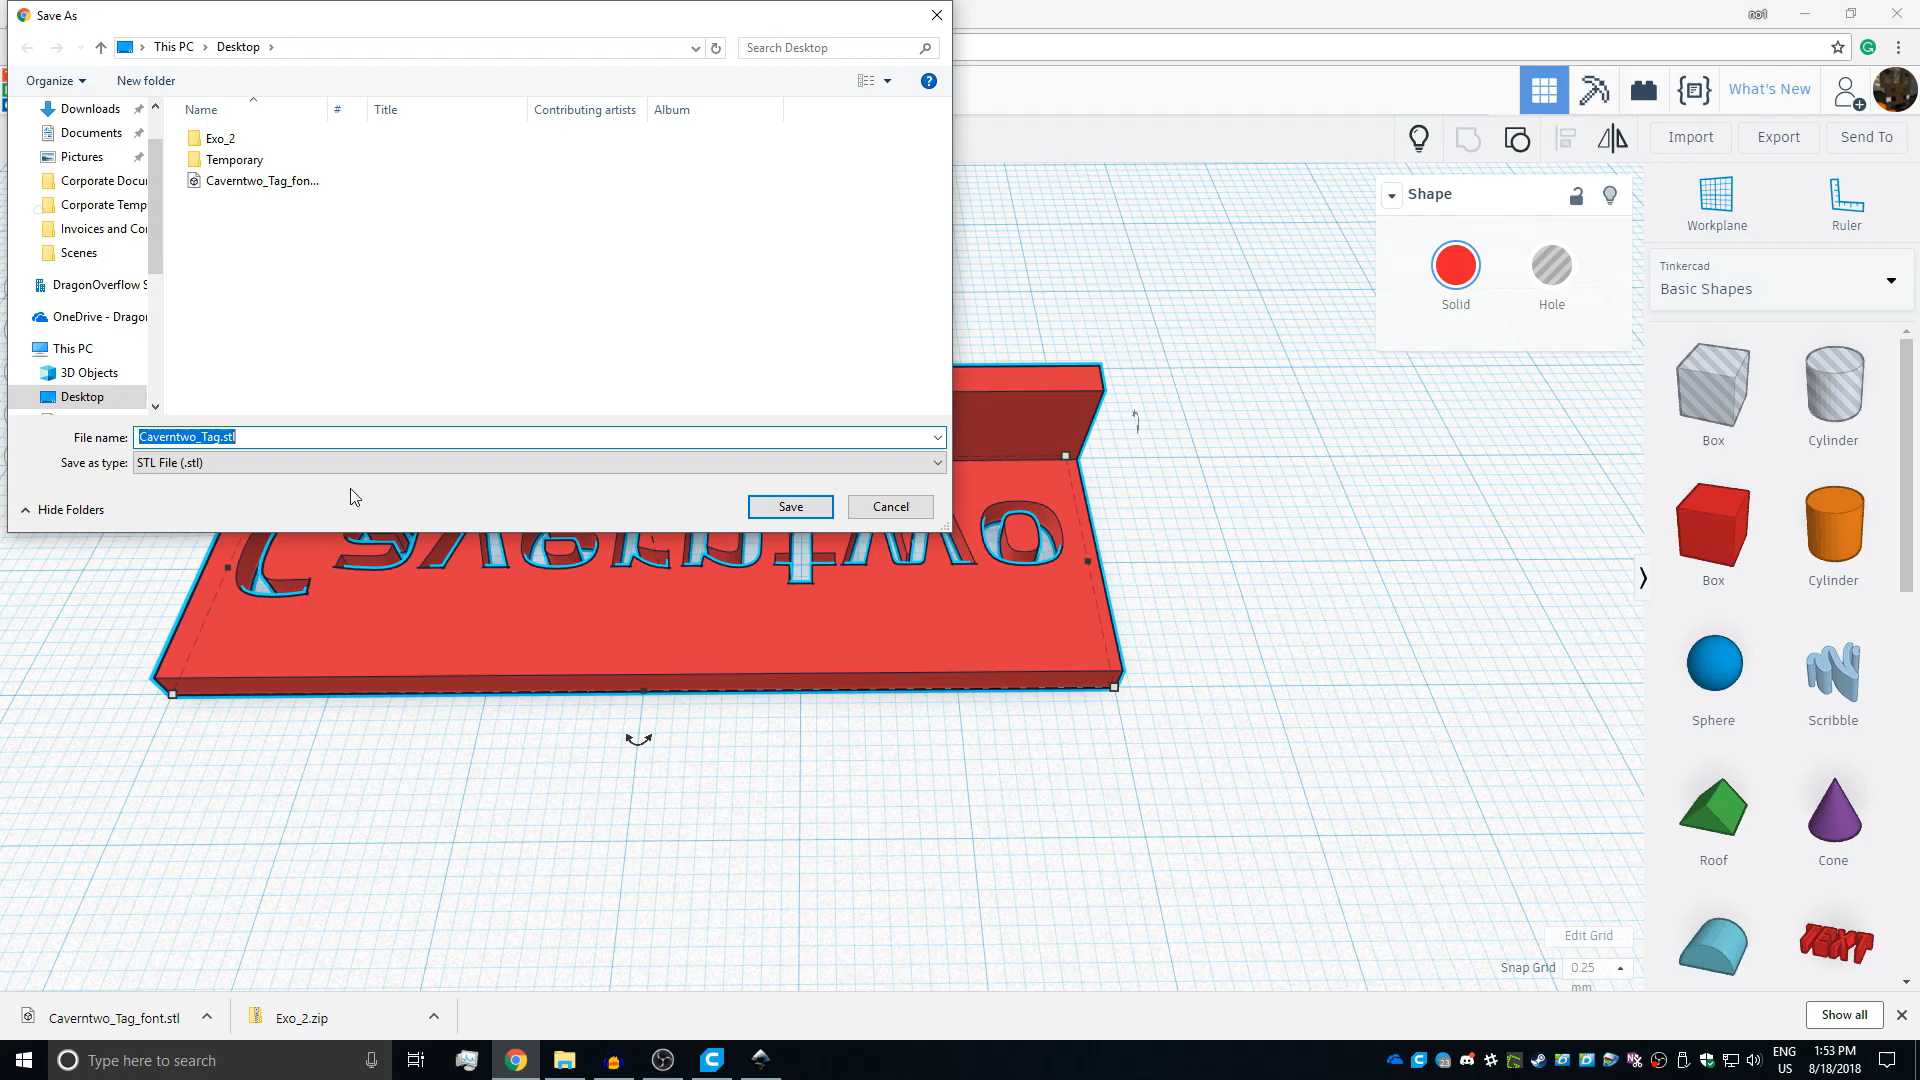 Save As
no1
This PC
Desktop
Search Desktop
Organize
New folder
?
What's New
Name
#
Title
Contributing artists
Album
Downloads
Documents
Pictures
Corporate Docu
Corporate Temp
Invoices and Co
Scenes
DragonOverflow S
OneDrive - Dragon
This PC
3D Objects
Desktop
Exo_2
Temporary
Caverntwo_Tag_fon...
File name:
Caverntwo_Tag.stl
Save as type:
STL File (.stl)
Hide Folders
Save
Cancel
Import
Export
Send To
Shape
Solid
Hole
Workplane
Ruler
Tinkercad
Basic Shapes
Box
Cylinder
Box
Cylinder
Sphere
Scribble
Roof
Cone
TEXT
Caverntwo
Edit Grid
Snap Grid
0.25
mm
Caverntwo_Tag_font.stl
Exo_2.zip
Show all
Type here to search
ENG
US
1:53 PM
8/18/2018